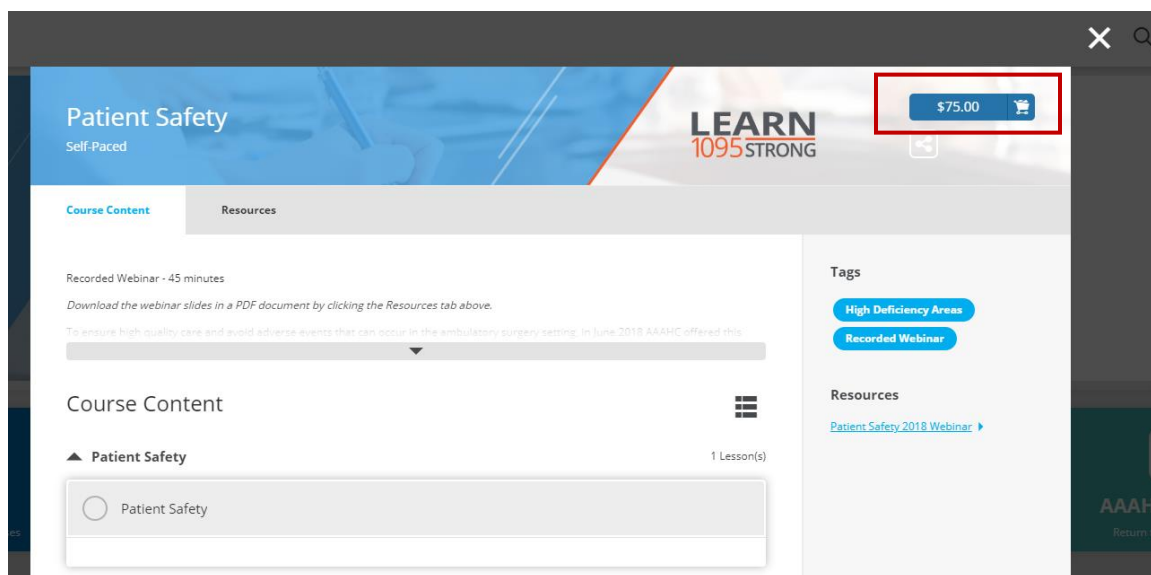 Patient Safety
Self-Paced
LEARN
1095 STRONG
$75.00
Course Content
Resources
Recorded Webinar - 45 minutes
Download the webinar slides in a PDF document by clicking the Resources tab above.
To ensure high quality care and avoid adverse events that can occur in the ambulatory surgery setting. In June 2018 AAAHC offered this
Course Content
Patient Safety
1 Lesson(s)
Patient Safety
Tags
High Deficiency Areas
Recorded Webinar
Resources
Patient Safety 2018 Webinar
Return